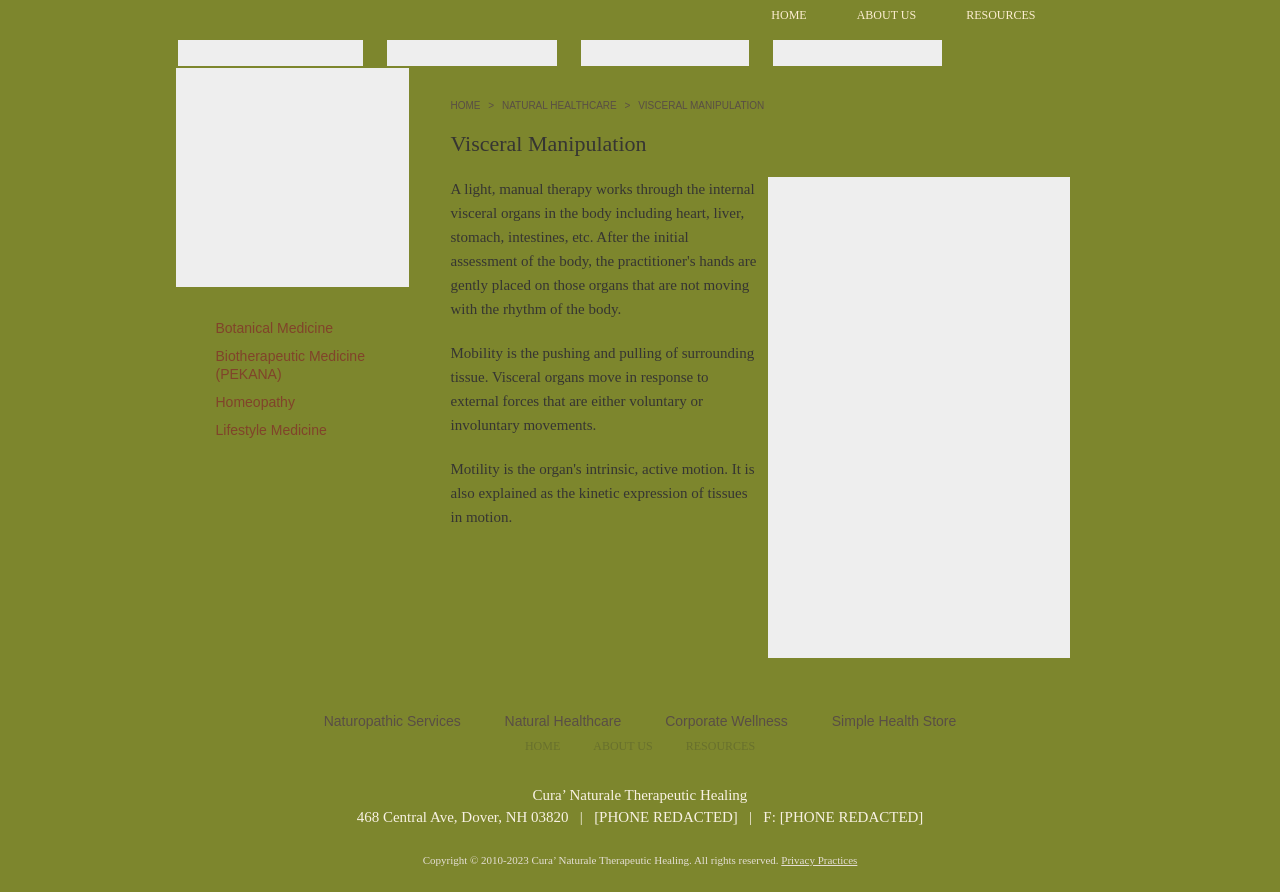 HOME ABOUT US RESOURCES
HOME > NATURAL HEALTHCARE > VISCERAL MANIPULATION
Visceral Manipulation
A light, manual therapy works through the internal
visceral organs in the body including heart, liver,
stomach, intestines, etc. After the initial
assessment of the body, the practitioner's hands are
gently placed on those organs that are not moving
with the rhythm of the body.
Mobility is the pushing and pulling of surrounding
tissue. Visceral organs move in response to
external forces that are either voluntary or
involuntary movements.
Motility is the organ's intrinsic, active motion. It is
also explained as the kinetic expression of tissues
in motion.
Botanical Medicine
Biotherapeutic Medicine
(PEKANA)
Homeopathy
Lifestyle Medicine
Naturopathic Services Natural Healthcare Corporate Wellness Simple Health Store
HOME ABOUT US RESOURCES
Cura’ Naturale Therapeutic Healing
468 Central Ave, Dover, NH 03820 | [PHONE REDACTED] | F: [PHONE REDACTED]
Copyright © 2010-2023 Cura’ Naturale Therapeutic Healing. All rights reserved. Privacy Practices